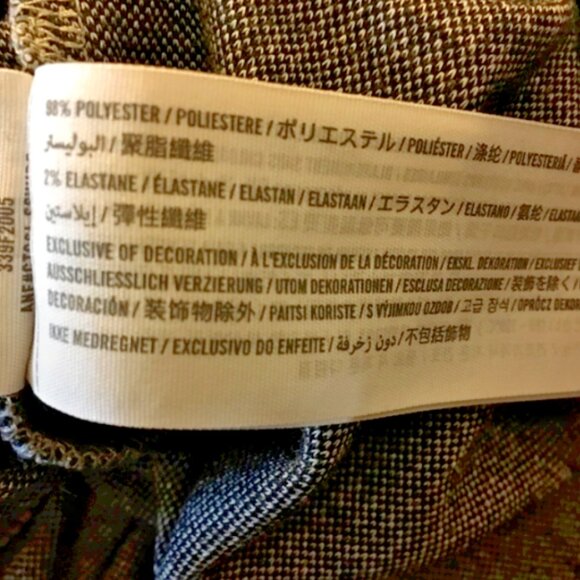 98% POLYESTER / POLIESTERE / ポリエステル / POLIÉSTER / 涤纶 / POLYESTERIÄ /
البوليستر / 聚脂纖維
2% ELASTANE / ÉLASTANE / ELASTAN / ELASTAAN / エラスタン / ELASTANO / 氨纶 /
إيلاستين / 彈性纖維
EXCLUSIVE OF DECORATION / À L'EXCLUSION DE LA DÉCORATION / EKSKL. DEKORATION / EXCLUSIEF
AUSSCHLIESSLICH VERZIERUNG / UTOM DEKORATIONEN / ESCLUSA DECORAZIONE / 装飾を除く /
DECORACIÓN / 装饰物除外 / PAITSI KORISTE / S VÝJIMKOU OZDOB / 고급 장식 / OPRÓCZ
IKKE MEDREGNET / EXCLUSIVO DO ENFEITE / دون زخرفة / 不包括飾物
339F2005